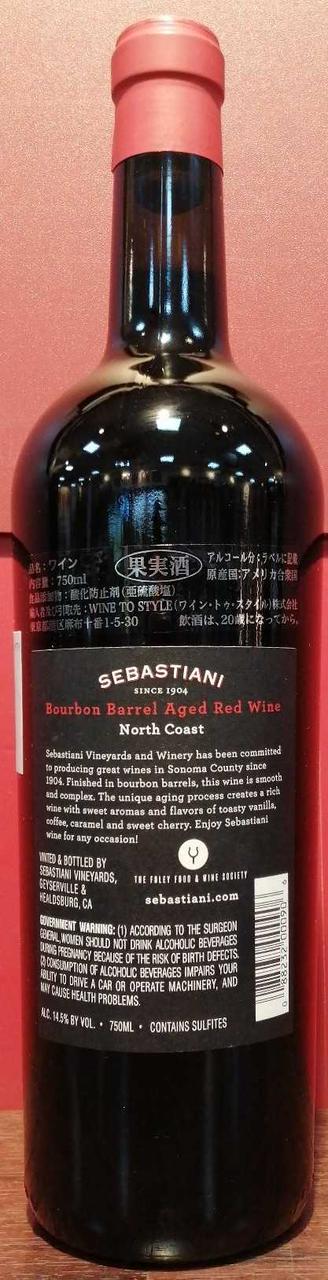 品名:ワイン
内容量:750ml
食品添加物:酸化防止剤(亜硫酸塩)
輸入者及び引取先:WINE TO STYLE(ワイン・トゥ・スタイル)株式会社
東京都港区麻布十番1-5-30
果実酒
アルコール分:ラベルに記載
原産国:アメリカ合衆国
飲酒は、20歳になってから。
SEBASTIANI
SINCE 1904
Bourbon Barrel Aged Red Wine
North Coast
Sebastiani Vineyards and Winery has been committed
to producing great wines in Sonoma County since
1904. Finished in bourbon barrels, this wine is smooth
and complex. The unique aging process creates a rich
wine with sweet aromas and flavors of toasty vanilla,
coffee, caramel and sweet cherry. Enjoy Sebastiani
wine for any occasion!
VINTED & BOTTLED BY
SEBASTIANI VINEYARDS,
GEYSERVILLE &
HEALDSBURG, CA
THE FOLEY FOOD & WINE SOCIETY
sebastiani.com
GOVERNMENT WARNING: (1) ACCORDING TO THE SURGEON
GENERAL, WOMEN SHOULD NOT DRINK ALCOHOLIC BEVERAGES
DURING PREGNANCY BECAUSE OF THE RISK OF BIRTH DEFECTS.
(2) CONSUMPTION OF ALCOHOLIC BEVERAGES IMPAIRS YOUR
ABILITY TO DRIVE A CAR OR OPERATE MACHINERY, AND
MAY CAUSE HEALTH PROBLEMS.
ALC. 14.5% BY VOL. • 750ML • CONTAINS SULFITES
0 88232 00090 6